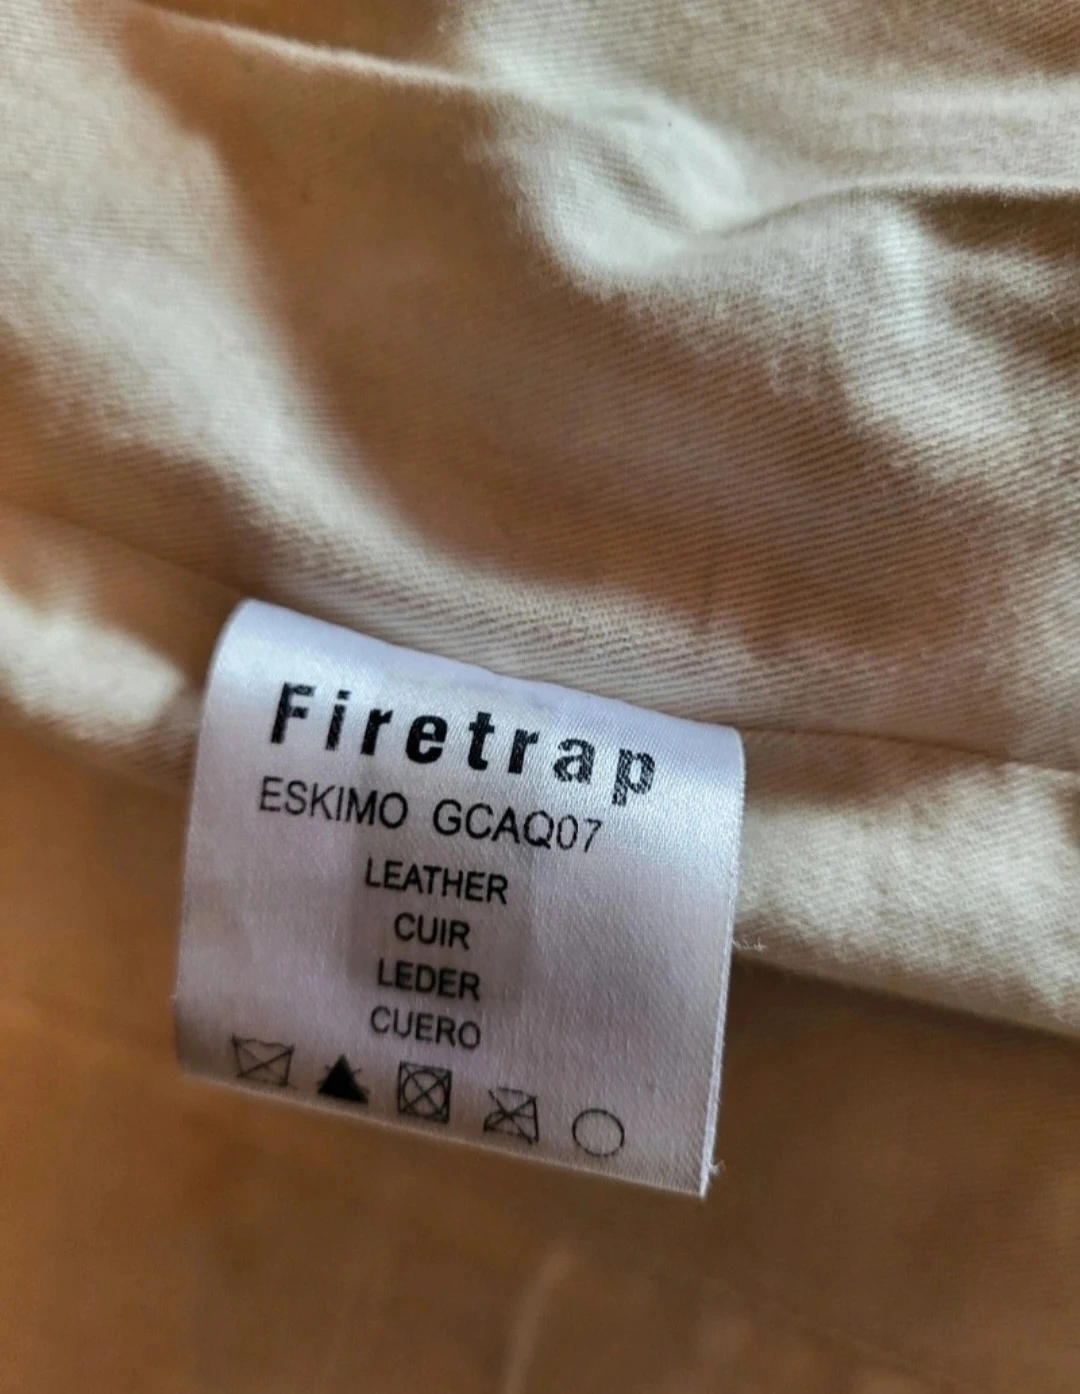 Firetrap
ESKIMO GCAQ07
LEATHER
CUIR
LEDER
CUERO